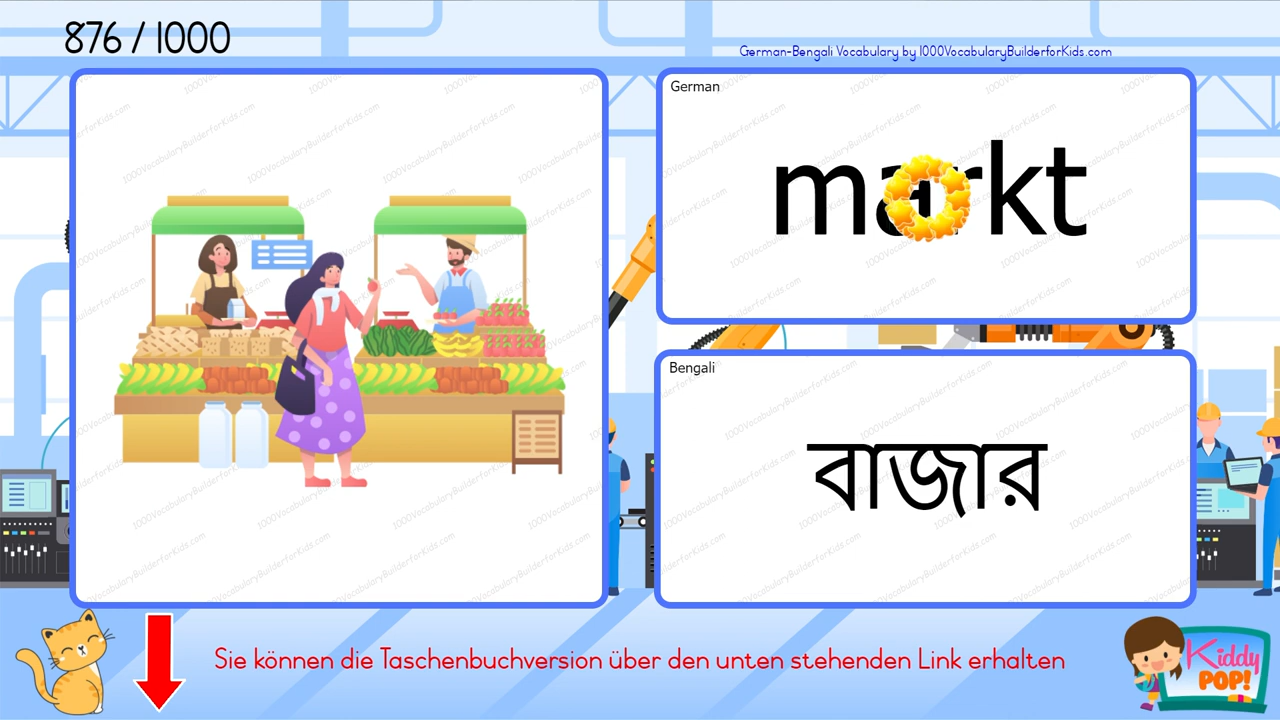 876 / 1000
German-Bengali Vocabulary by 1000VocabularyBuilderforKids.com
German
markt
Bengali
বাজার
Sie können die Taschenbuchversion über den unten stehenden Link erhalten
Kiddy
POP!